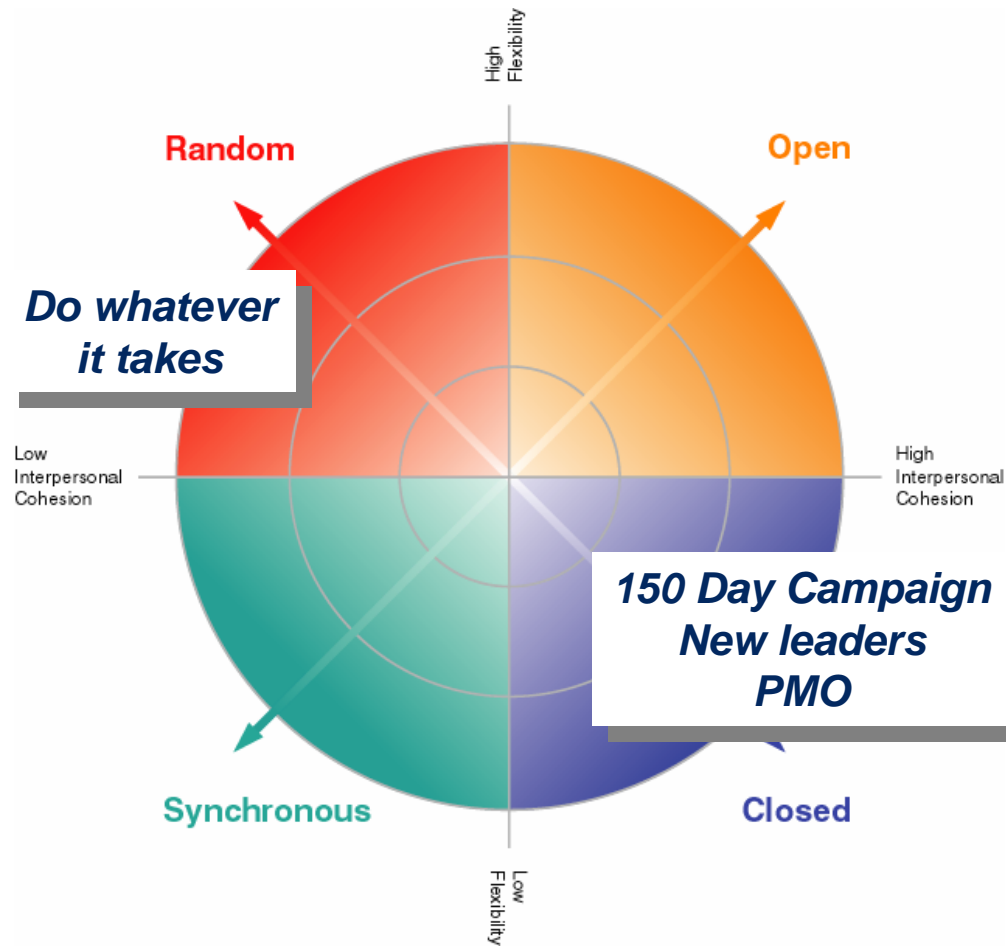 High
Flexibility
Random
Open
Do whatever
it takes
Low
Interpersonal
Cohesion
High
Interpersonal
Cohesion
150 Day Campaign
New leaders
PMO
Synchronous
Closed
Low
Flexibility